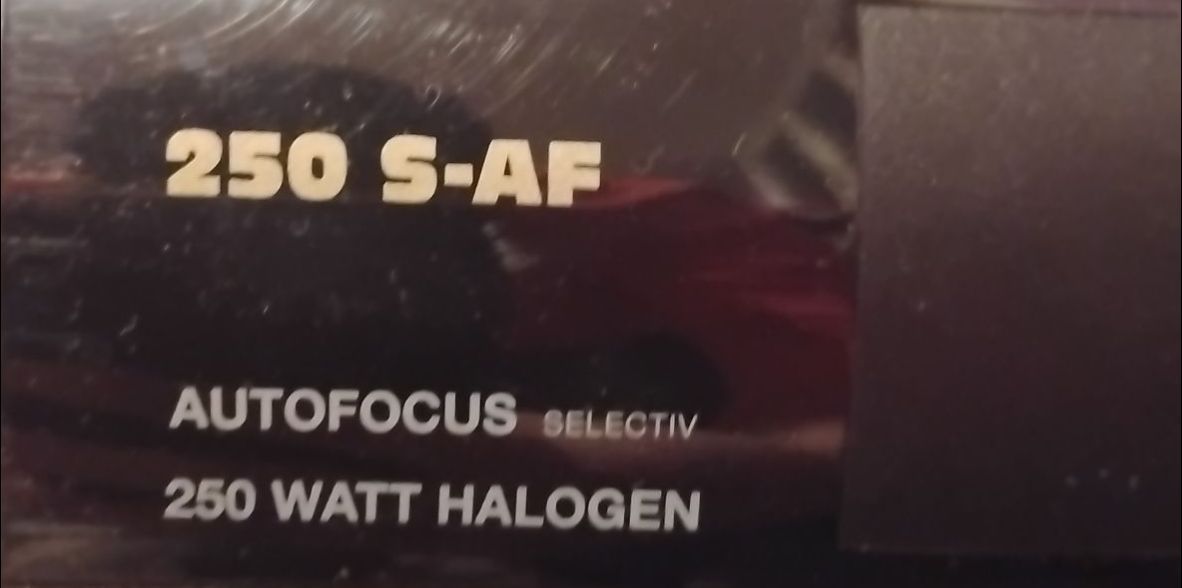 250 S-AF
AUTOFOCUS SELECTIV
250 WATT HALOGEN